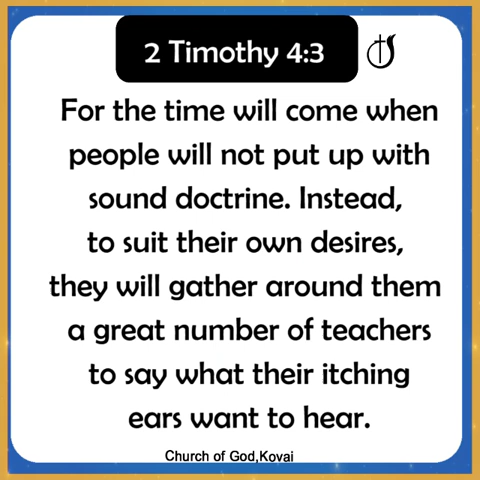 2 Timothy 4:3
For the time will come when
people will not put up with
sound doctrine. Instead,
to suit their own desires,
they will gather around them
a great number of teachers
to say what their itching
ears want to hear.
Church of God,Kovai